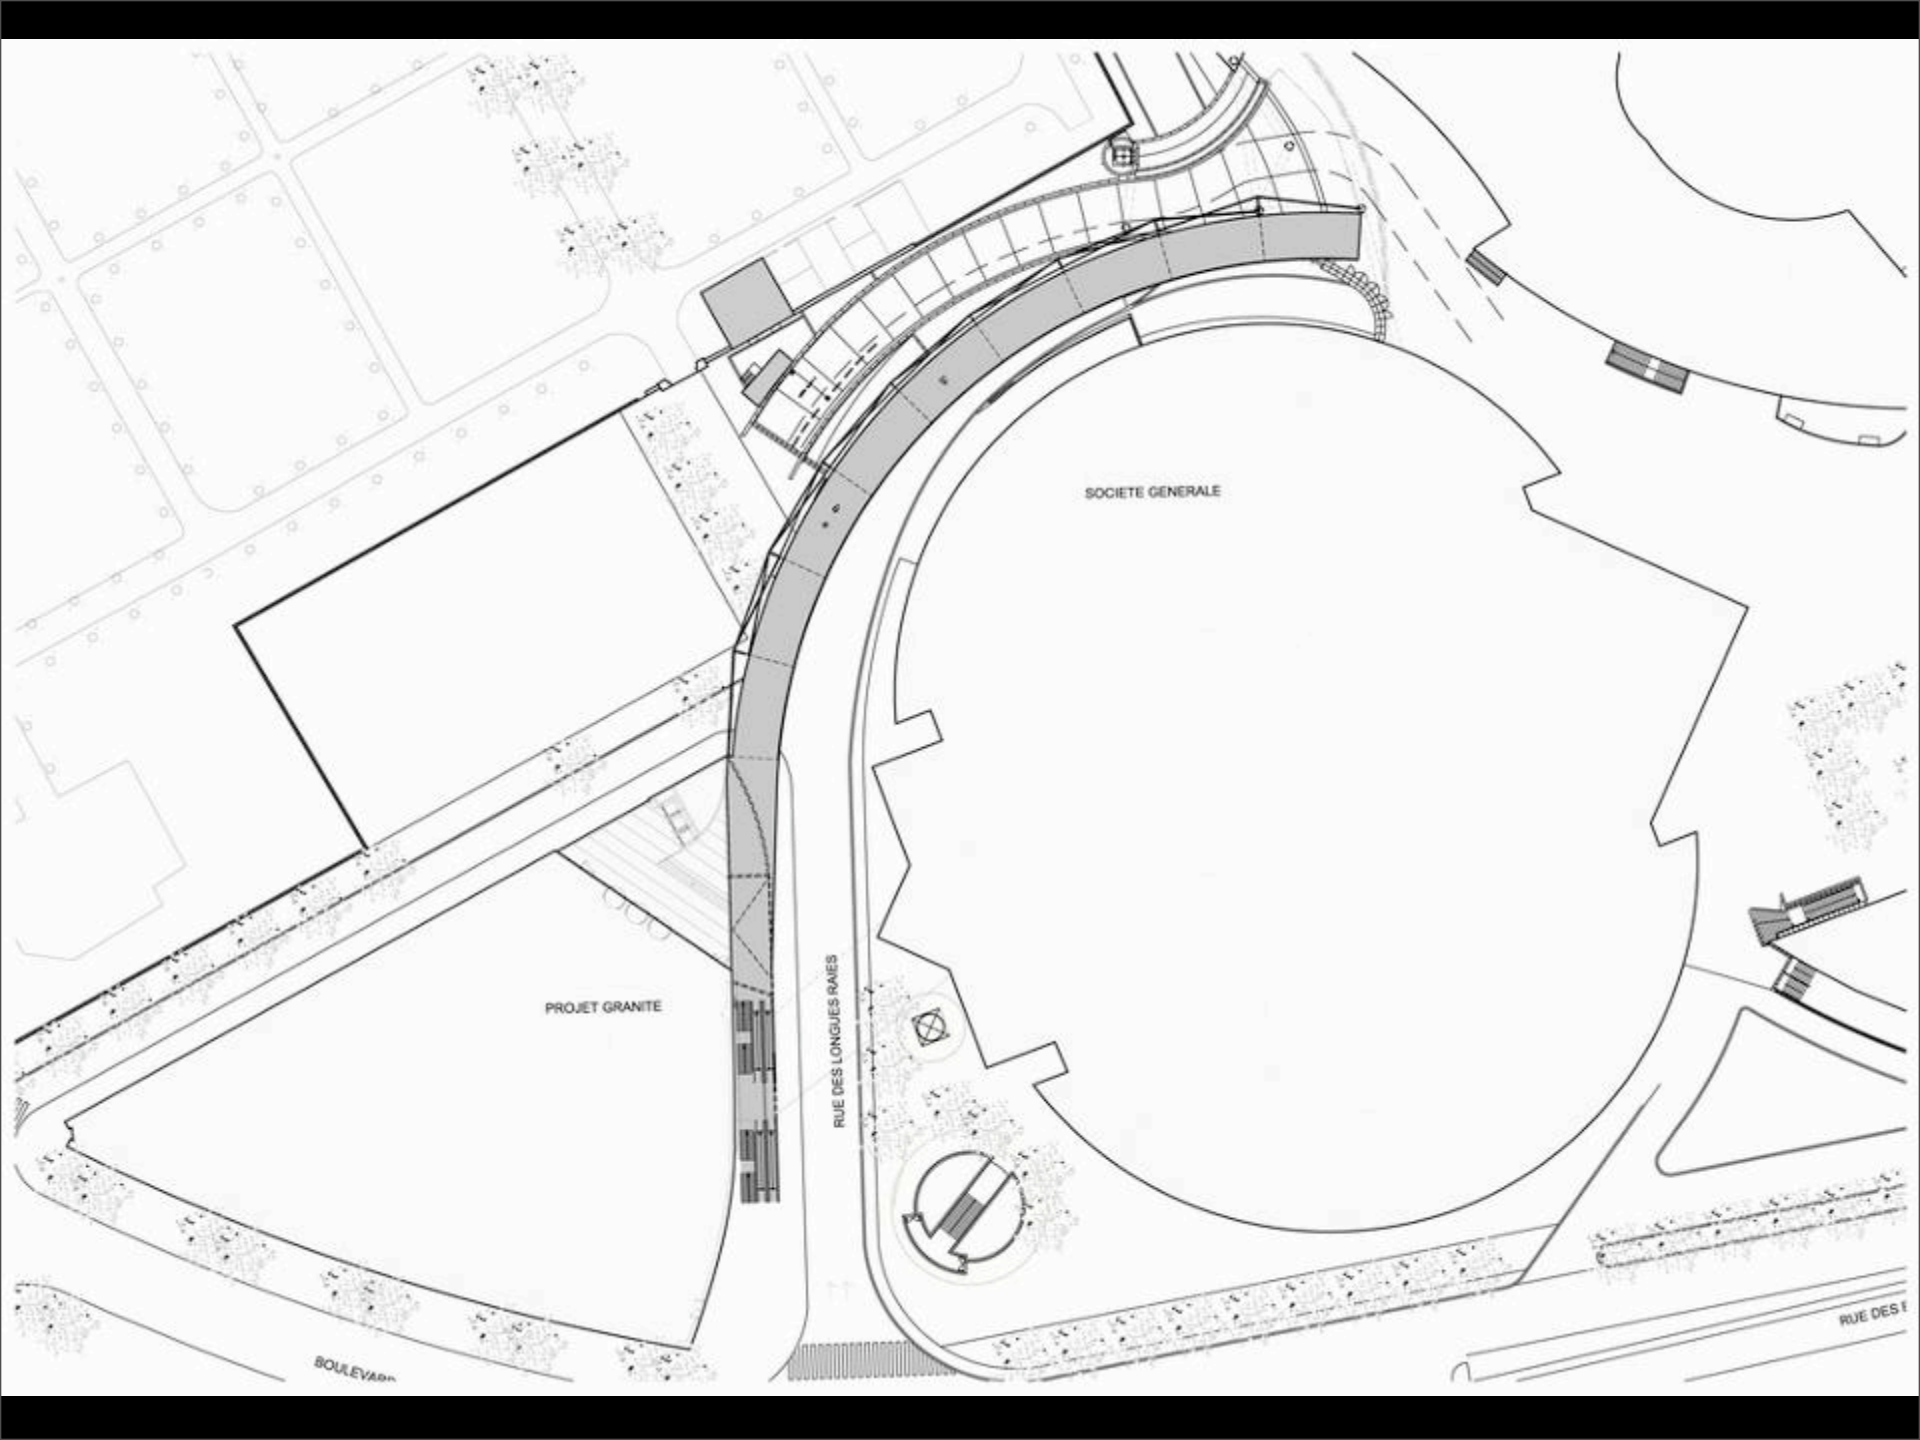 SOCIETE GENERALE
PROJET GRANITE
RUE DES LONGUES RAIES
RUE DES
BOULEVARD